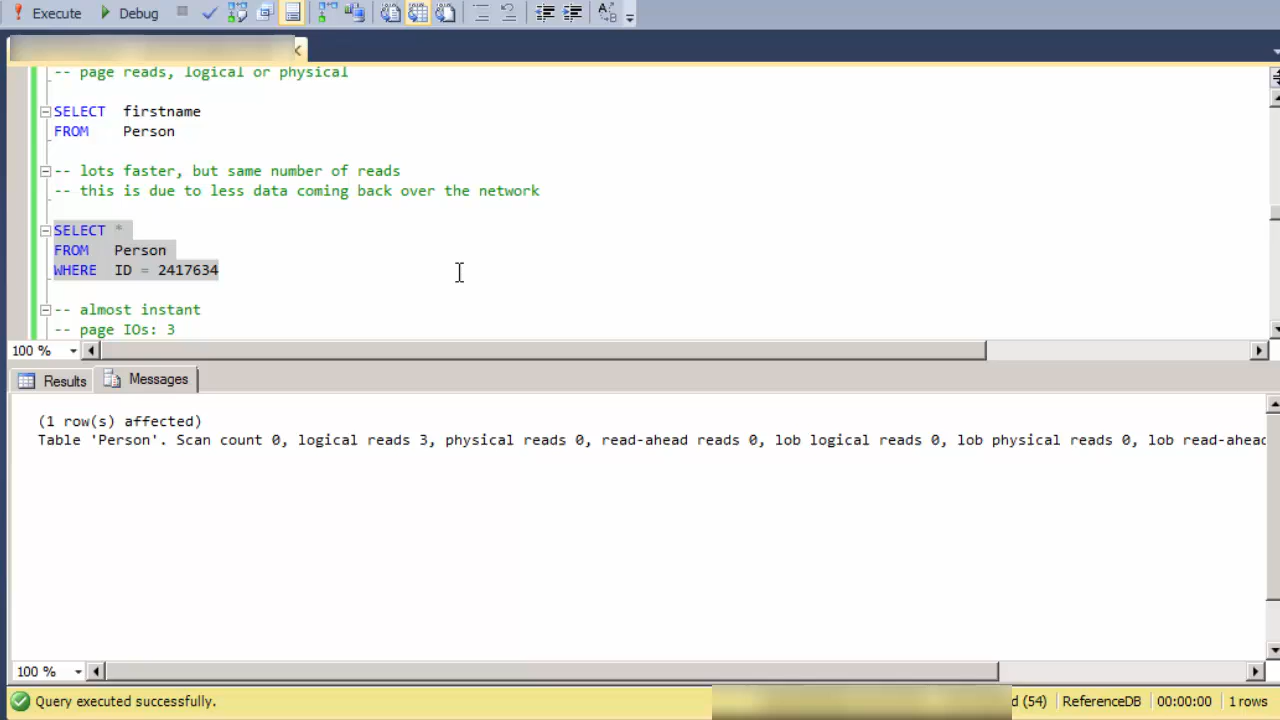 Execute Debug
-- page reads, logical or physical
SELECT firstname
FROM Person
-- lots faster, but same number of reads
-- this is due to less data coming back over the network
SELECT *
FROM Person
WHERE ID = 2417634
-- almost instant
-- page IOs: 3
100 %
Results Messages
(1 row(s) affected)
Table 'Person'. Scan count 0, logical reads 3, physical reads 0, read-ahead reads 0, lob logical reads 0, lob physical reads 0, lob read-ahead
100 %
Query executed successfully. d (54) ReferenceDB 00:00:00 1 rows